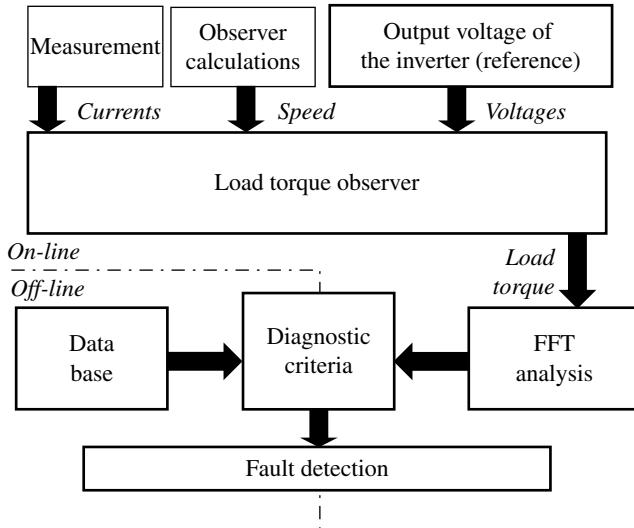 Measurement
Observer
calculations
Output voltage of
the inverter (reference)
Currents
Speed
Voltages
Load torque observer
On-line
Off-line
Load
torque
Data
base
Diagnostic
criteria
FFT
analysis
Fault detection